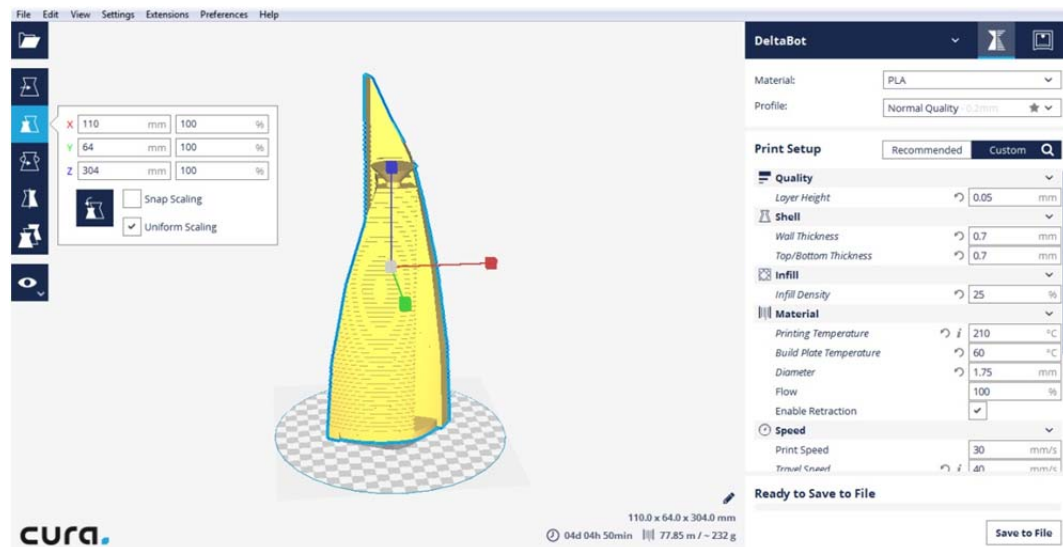 File Edit View Settings Extensions Preferences Help
DeltaBot
Material: PLA
Profile: Normal Quality - 0.2mm
Print Setup Recommended Custom
Quality
Layer Height 0.05 mm
Shell
Wall Thickness 0.7 mm
Top/Bottom Thickness 0.7 mm
Infill
Infill Density 25 %
Material
Printing Temperature i 210 °C
Build Plate Temperature 60 °C
Diameter 1.75 mm
Flow 100 %
Enable Retraction
Speed
Print Speed 30 mm/s
Travel Speed i 40 mm/s
Ready to Save to File
Save to File
X 110 mm 100 %
Y 64 mm 100 %
Z 304 mm 100 %
Snap Scaling
Uniform Scaling
110.0 x 64.0 x 304.0 mm
04d 04h 50min 77.85 m / ~ 232 g
cura.